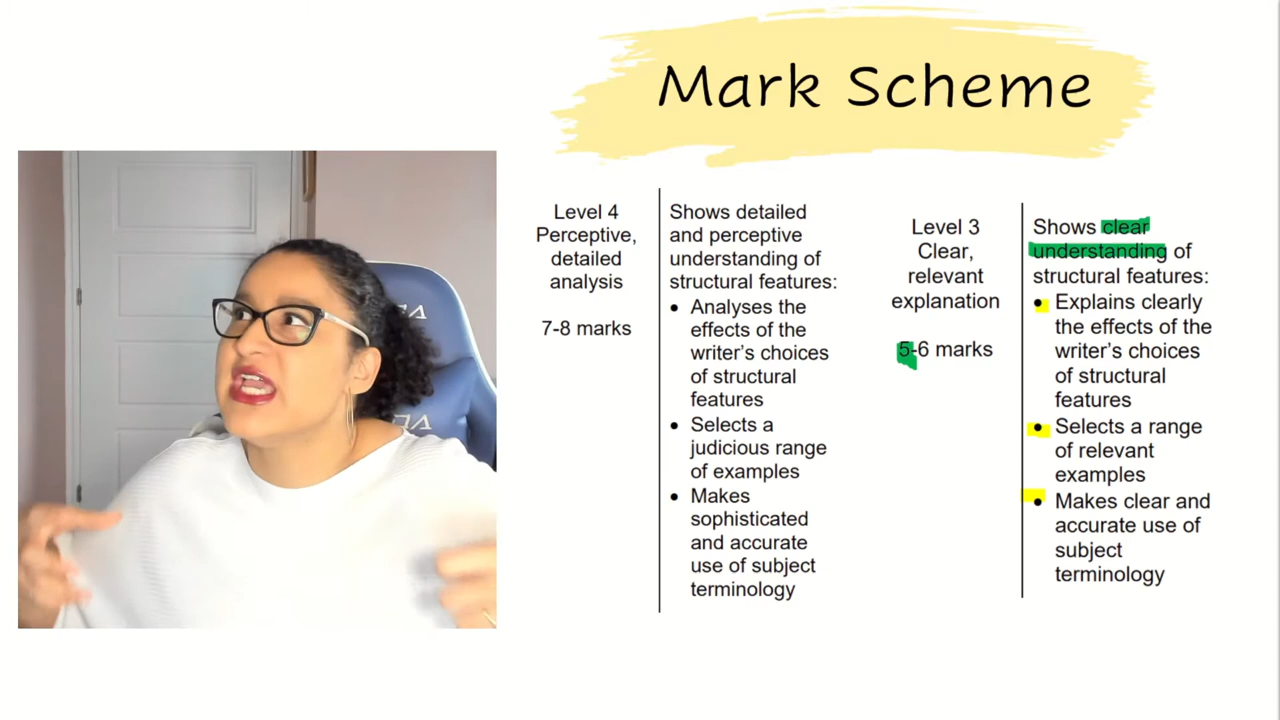 Mark Scheme
Level 4
Perceptive,
detailed
analysis
7-8 marks
Shows detailed
and perceptive
understanding of
structural features:
• Analyses the
effects of the
writer's choices
of structural
features
• Selects a
judicious range
of examples
• Makes
sophisticated
and accurate
use of subject
terminology
Level 3
Clear,
relevant
explanation
5-6 marks
Shows clear
understanding of
structural features:
• Explains clearly
the effects of the
writer's choices
of structural
features
• Selects a range
of relevant
examples
• Makes clear and
accurate use of
subject
terminology